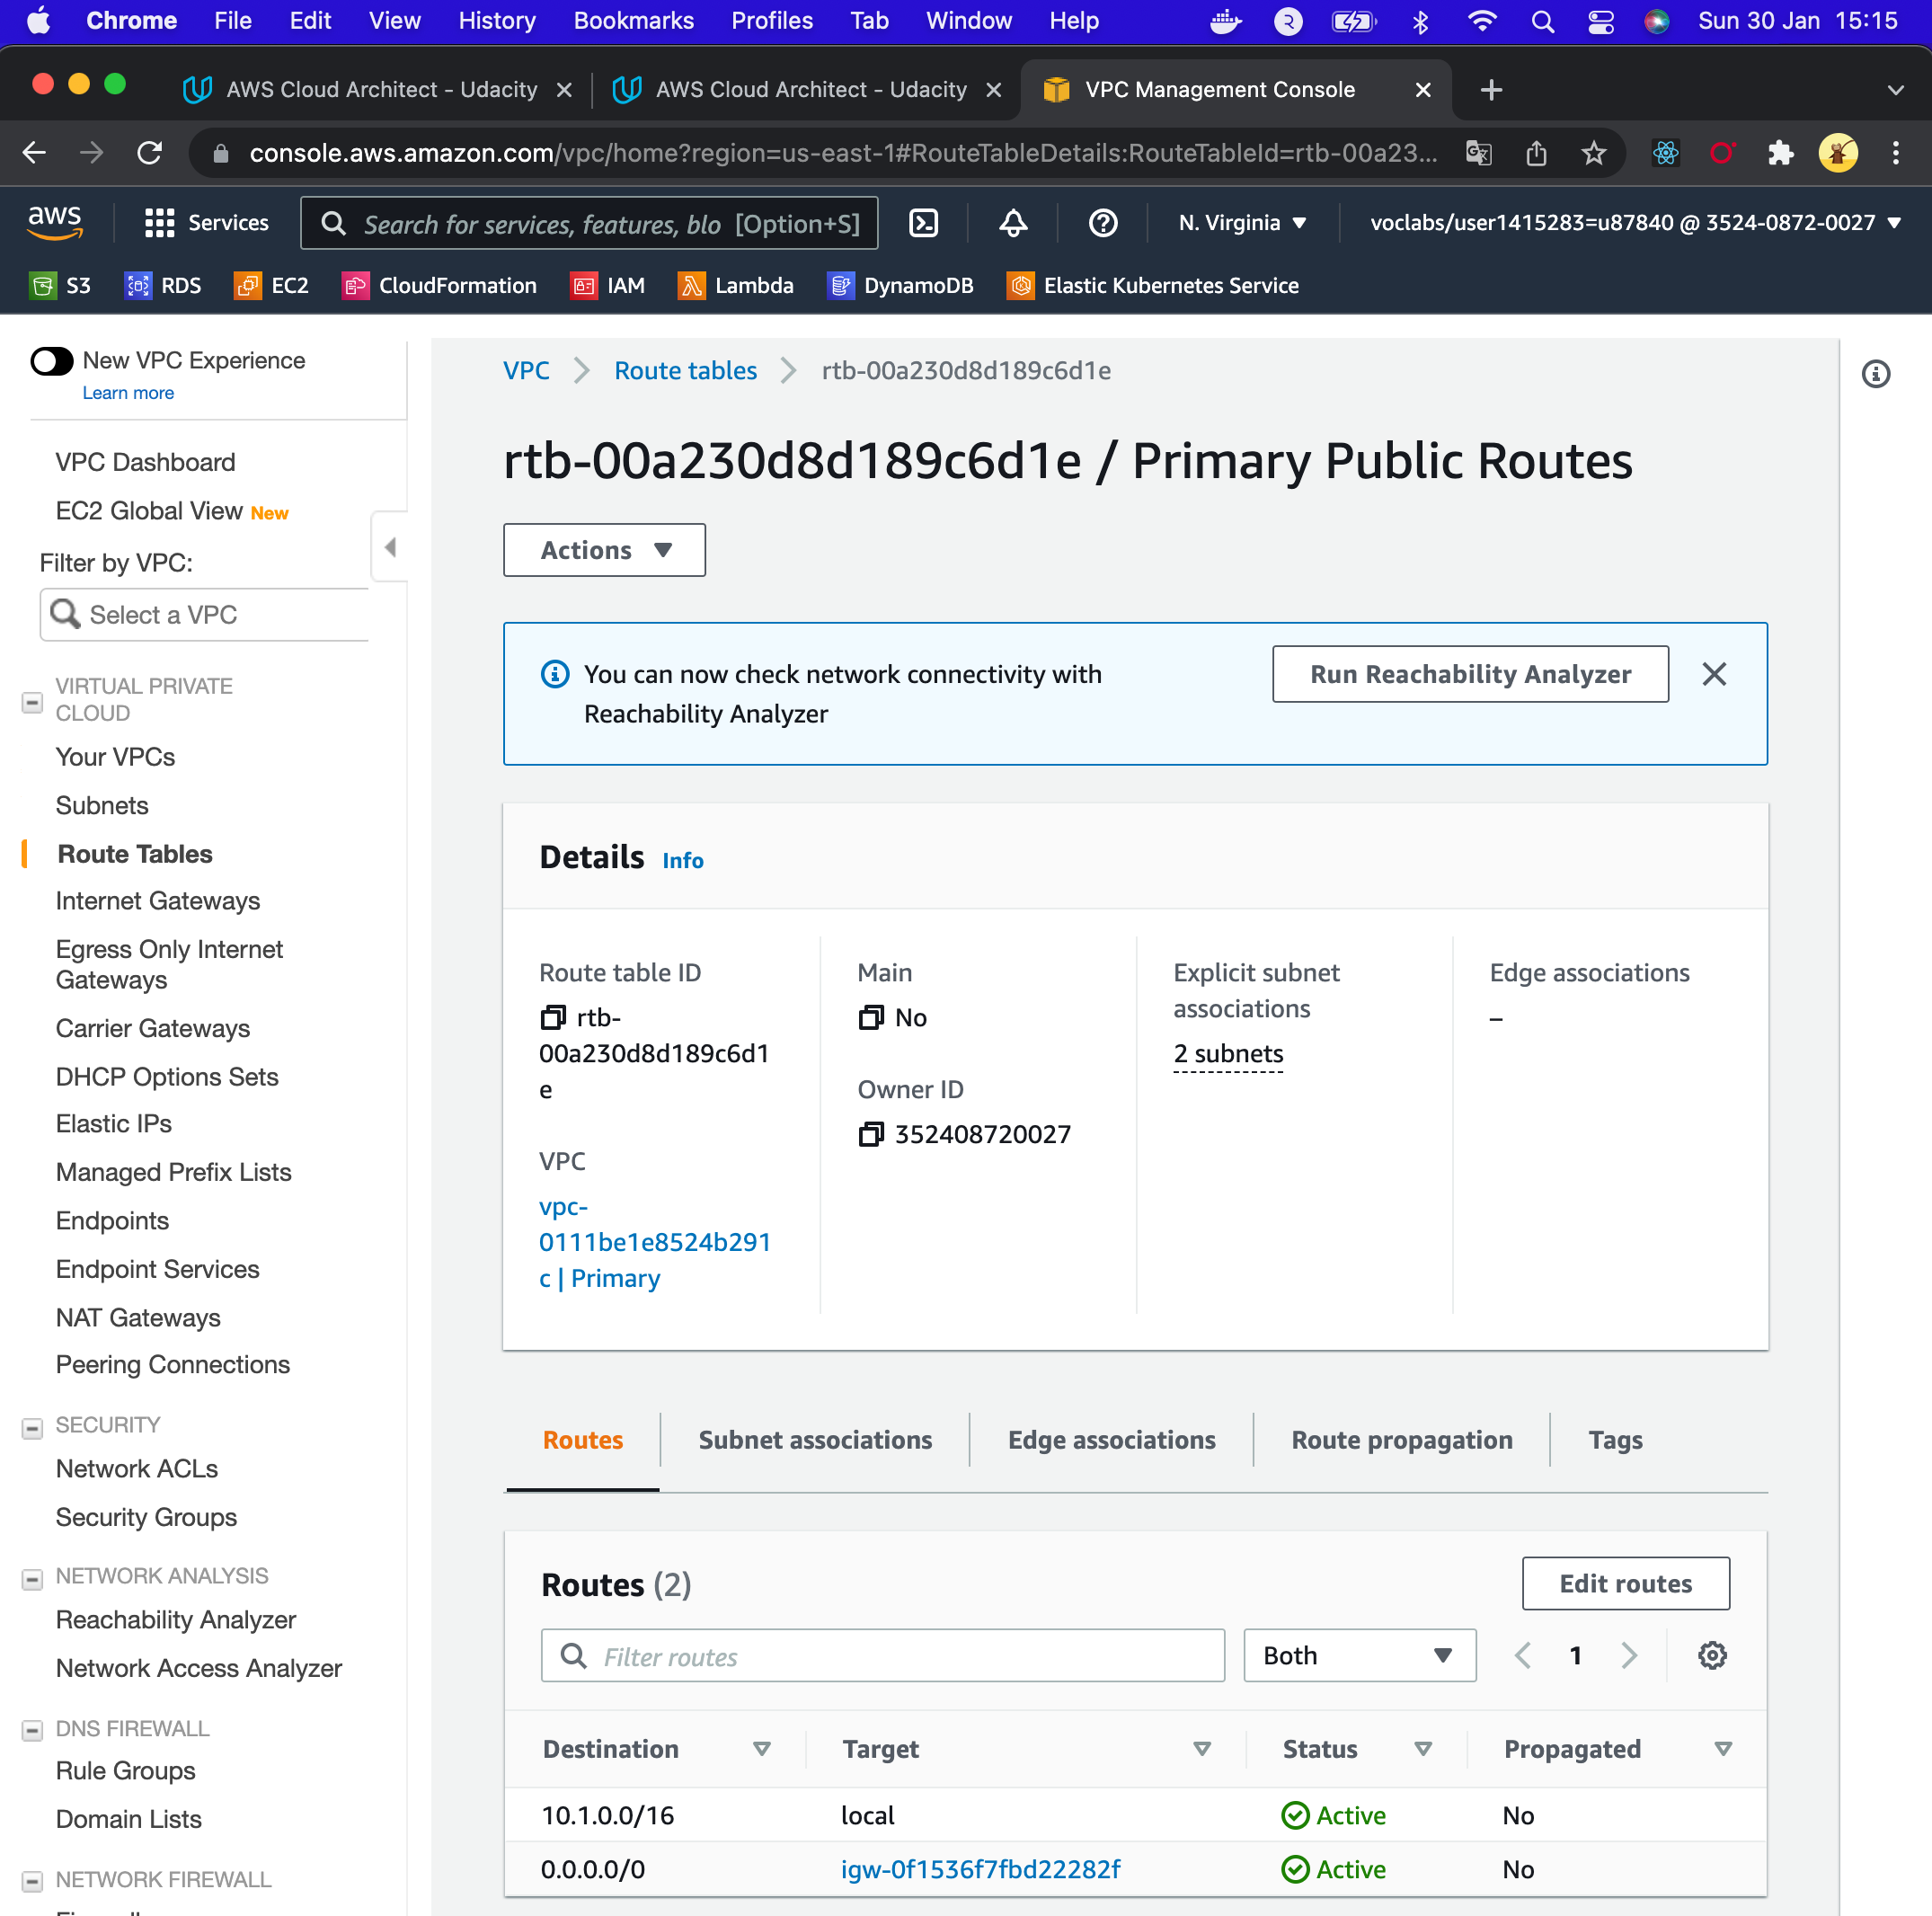 Chrome File Edit View History Bookmarks Profiles Tab Window Help Sun 30 Jan 15:15
AWS Cloud Architect - Udacity AWS Cloud Architect - Udacity VPC Management Console
console.aws.amazon.com/vpc/home?region=us-east-1#RouteTableDetails:RouteTableId=rtb-00a23...
aws Services Search for services, features, blo [Option+S] N. Virginia voclabs/user1415283=u87840 @ 3524-0872-0027
S3 RDS EC2 CloudFormation IAM Lambda DynamoDB Elastic Kubernetes Service
New VPC Experience
Learn more
VPC Dashboard
EC2 Global View New
Filter by VPC:
Select a VPC
VIRTUAL PRIVATE
CLOUD
Your VPCs
Subnets
Route Tables
Internet Gateways
Egress Only Internet
Gateways
Carrier Gateways
DHCP Options Sets
Elastic IPs
Managed Prefix Lists
Endpoints
Endpoint Services
NAT Gateways
Peering Connections
SECURITY
Network ACLs
Security Groups
NETWORK ANALYSIS
Reachability Analyzer
Network Access Analyzer
DNS FIREWALL
Rule Groups
Domain Lists
NETWORK FIREWALL
VPC Route tables rtb-00a230d8d189c6d1e
rtb-00a230d8d189c6d1e / Primary Public Routes
Actions
You can now check network connectivity with
Reachability Analyzer
Run Reachability Analyzer
Details Info
Route table ID
rtb-
00a230d8d189c6d1
e
VPC
vpc-
0111be1e8524b291
c | Primary
Main
No
Owner ID
352408720027
Explicit subnet
associations
2 subnets
Edge associations
–
Routes Subnet associations Edge associations Route propagation Tags
Routes (2) Edit routes
Filter routes Both 1
Destination Target Status Propagated
10.1.0.0/16 local Active No
0.0.0.0/0 igw-0f1536f7fbd22282f Active No